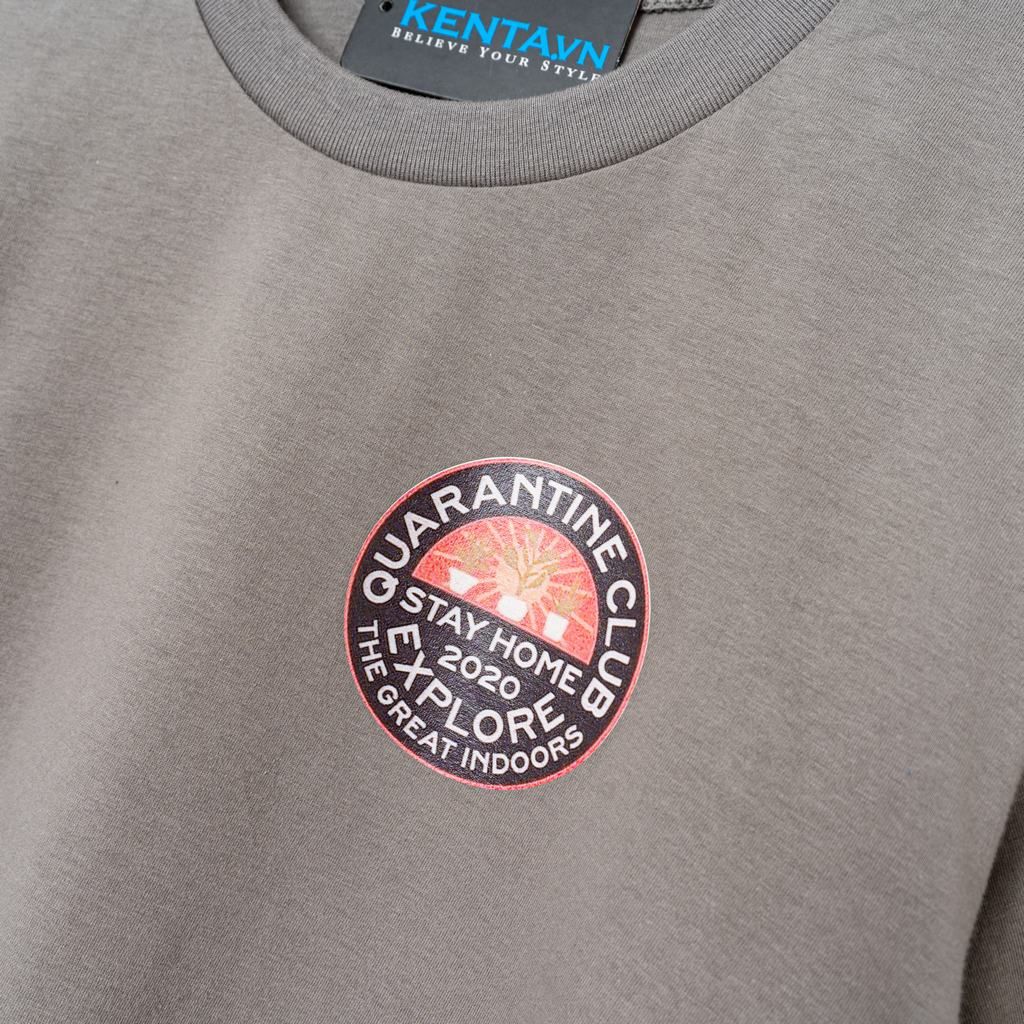 KENTA.VN
BELIEVE YOUR STYLE
QUARANTINE CLUB
STAY HOME
2020
EXPLORE
THE GREAT INDOORS